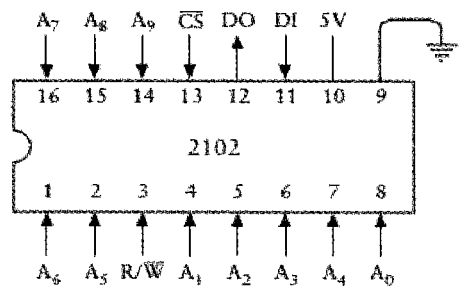 A₇ A₈ A₉ C̅S̅ DO DI 5V
16 15 14 13 12 11 10 9
2102
1 2 3 4 5 6 7 8
A₆ A₅ R/W̅ A₁ A₂ A₃ A₄ A₀